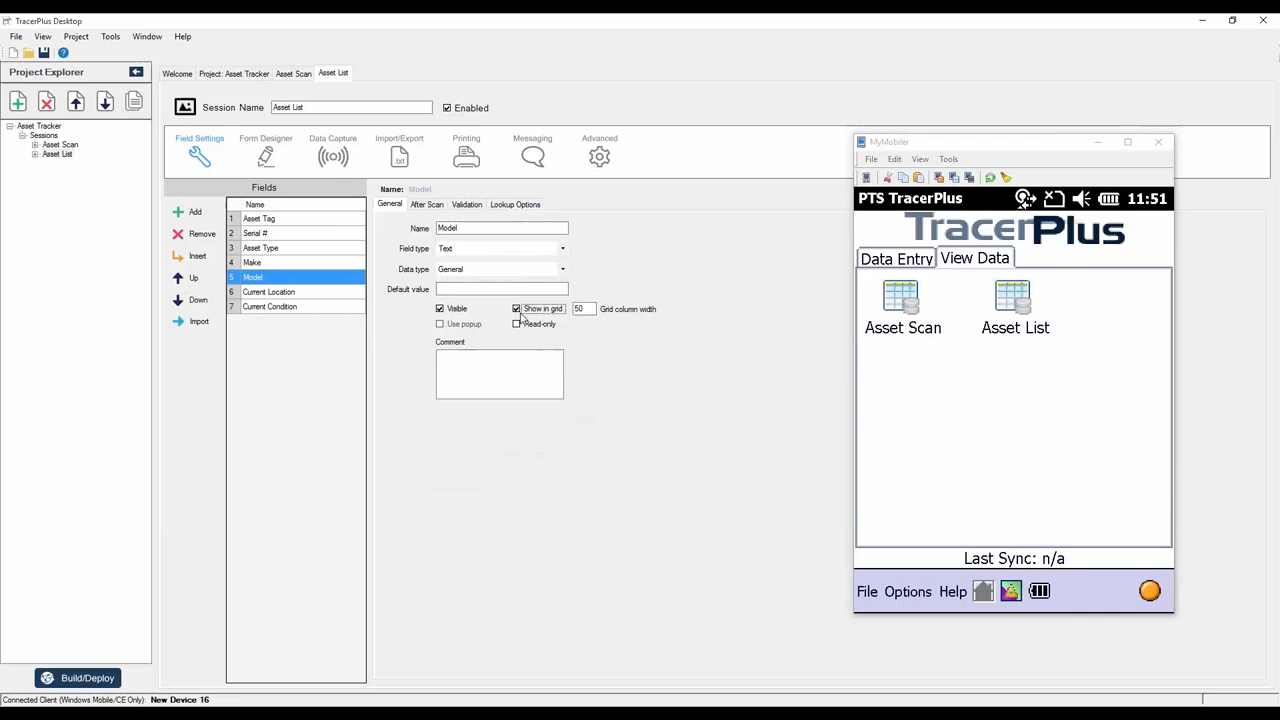 TracerPlus Desktop
File View Project Tools Window Help
Project Explorer
Welcome Project: Asset Tracker Asset Scan Asset List
Session Name Asset List Enabled
Asset Tracker
Sessions
Asset Scan
Asset List
Field Settings Form Designer Data Capture Import/Export Printing Messaging Advanced
.txt
Fields
Name
Add
Remove
Insert
Up
Down
Import
1 Asset Tag
2 Serial #
3 Asset Type
4 Make
5 Model
6 Current Location
7 Current Condition
Name: Model
General After Scan Validation Lookup Options
Name Model
Field type Text
Data type General
Default value
Visible Show in grid 50 Grid column width
Use popup Read-only
Comment
MyMobiler
File Edit View Tools
PTS TracerPlus 11:51
TracerPlus
Data Entry View Data
Asset Scan Asset List
Last Sync: n/a
File Options Help
Build/Deploy
Connected Client (Windows Mobile/CE Only): New Device 16